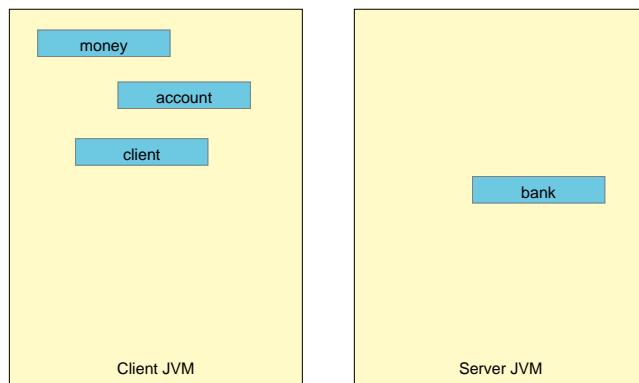 money
account
client
bank
Client JVM
Server JVM